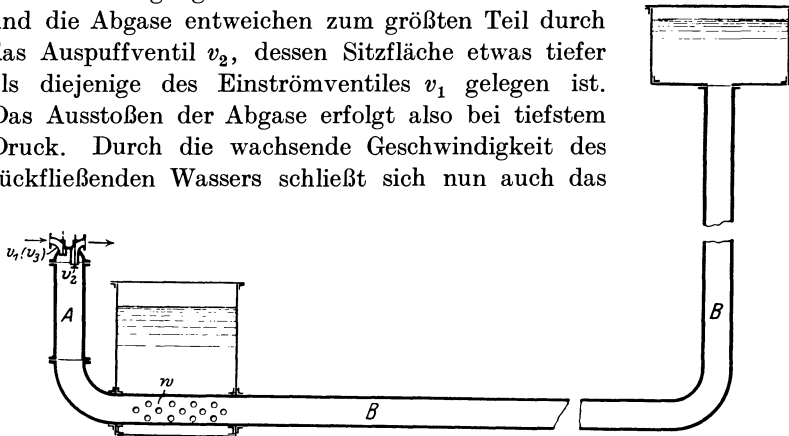 und die Abgase entweichen zum größten Teil durch
das Auspuffventil v₂, dessen Sitzfläche etwas tiefer
als diejenige des Einströmventiles v₁ gelegen ist.
Das Ausstoßen der Abgase erfolgt also bei tiefstem
Druck. Durch die wachsende Geschwindigkeit des
rückfließenden Wassers schließt sich nun auch das
v₁(v₃)
v₂
A
w
B
B